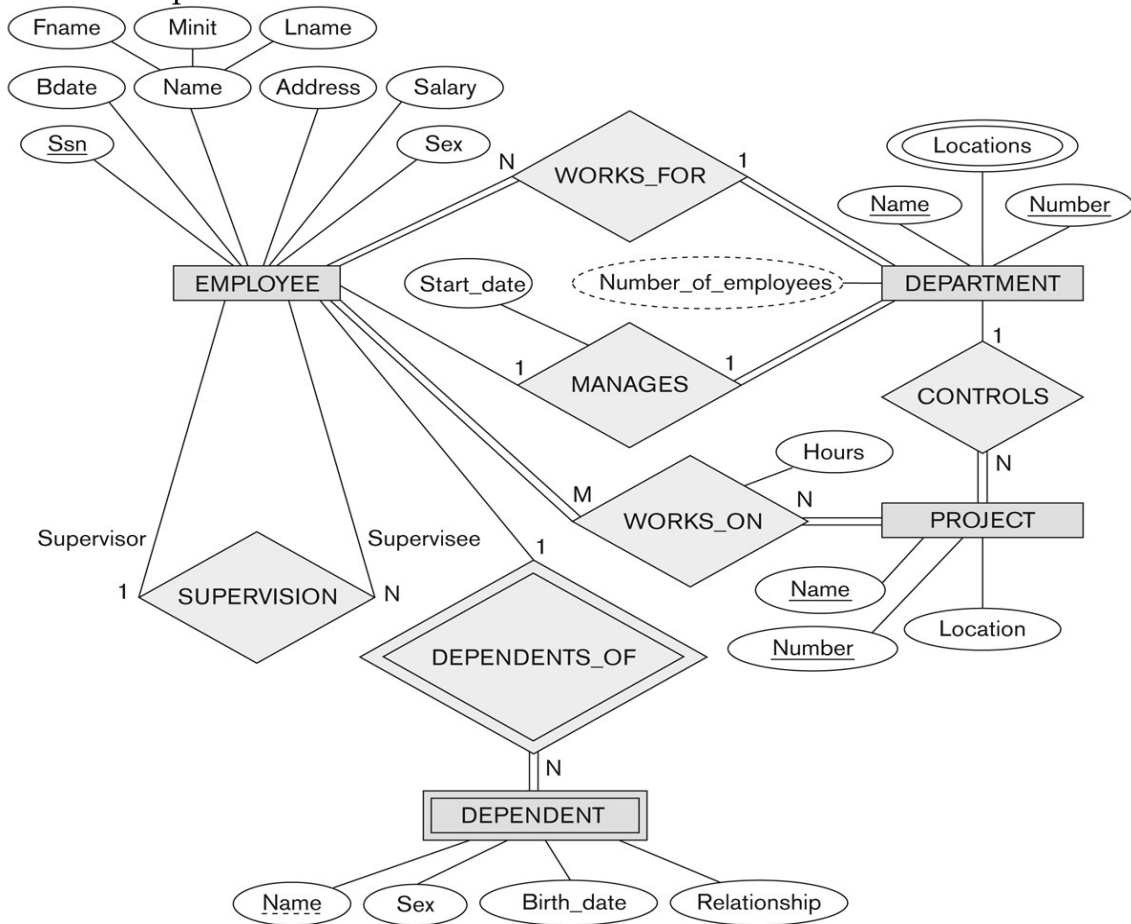 Fname Minit Lname
Bdate Name Address Salary
Ssn Sex
N WORKS_FOR 1
Locations
Name Number
EMPLOYEE Start_date Number_of_employees DEPARTMENT
1 MANAGES 1
1
CONTROLS
N
Hours
M WORKS_ON N PROJECT
Supervisor Supervisee 1
1 SUPERVISION N
Name
Number Location
DEPENDENTS_OF
N
DEPENDENT
Name Sex Birth_date Relationship